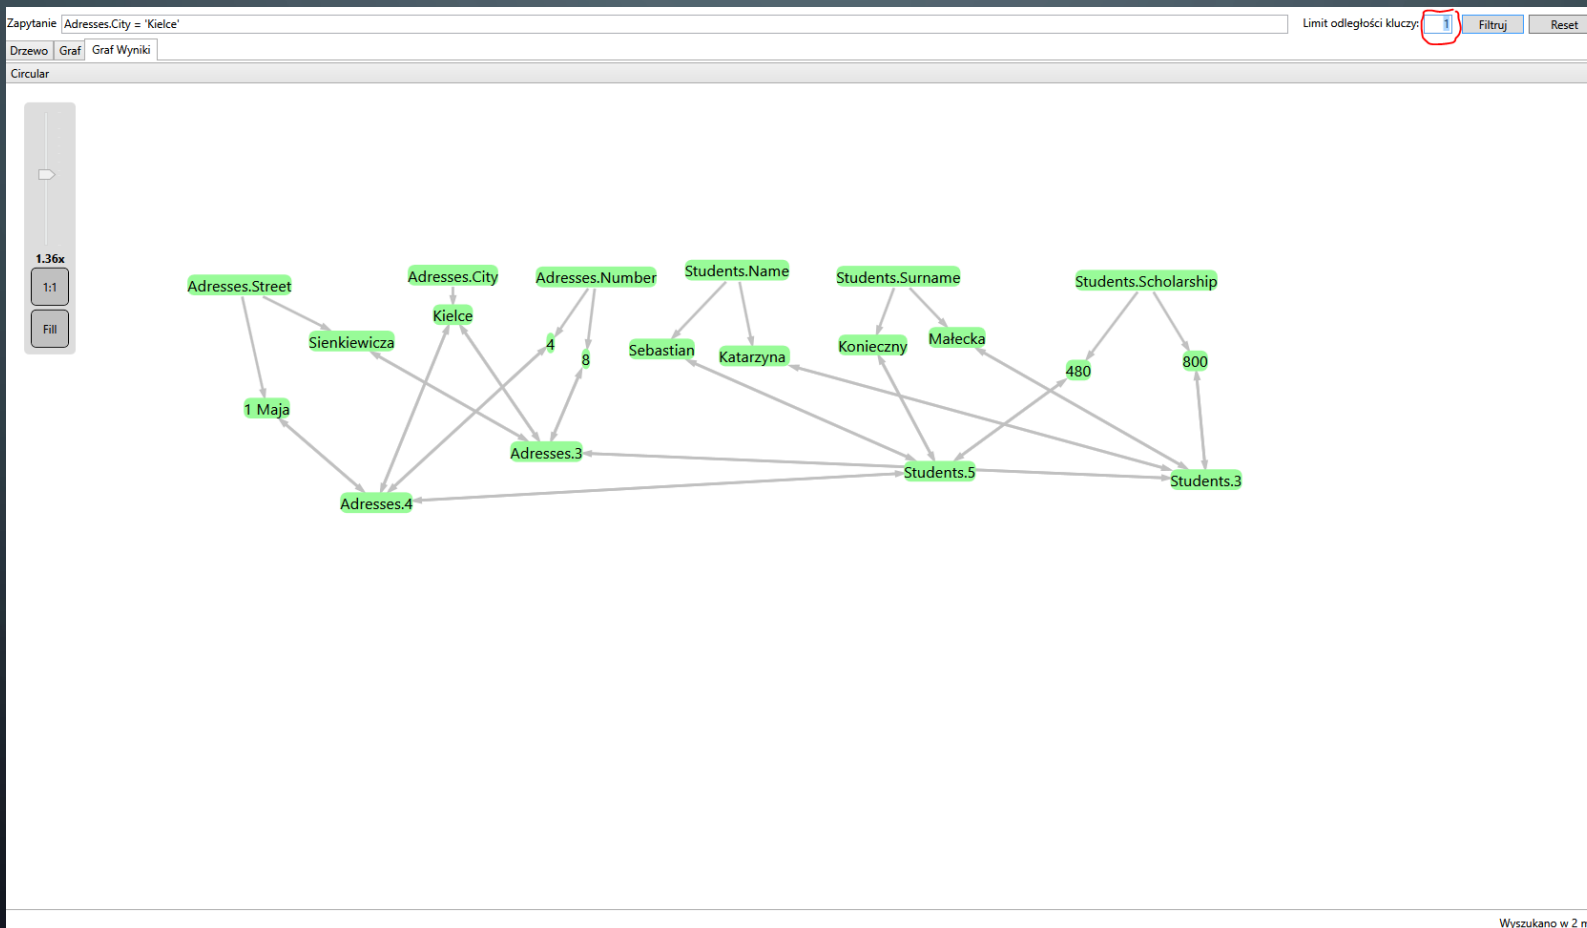 Zapytanie Adresses.City = 'Kielce' Limit odległości kluczy: 1 Filtruj Reset
Drzewo Graf Graf Wyniki
Circular
1.36x
1:1
Fill
Adresses.Street Adresses.City Adresses.Number Students.Name Students.Surname Students.Scholarship
Kielce
Sienkiewicza 4 8 Sebastian Katarzyna Konieczny Małecka 480 800
1 Maja
Adresses.3 Students.5 Students.3
Adresses.4
Wyszukano w 2